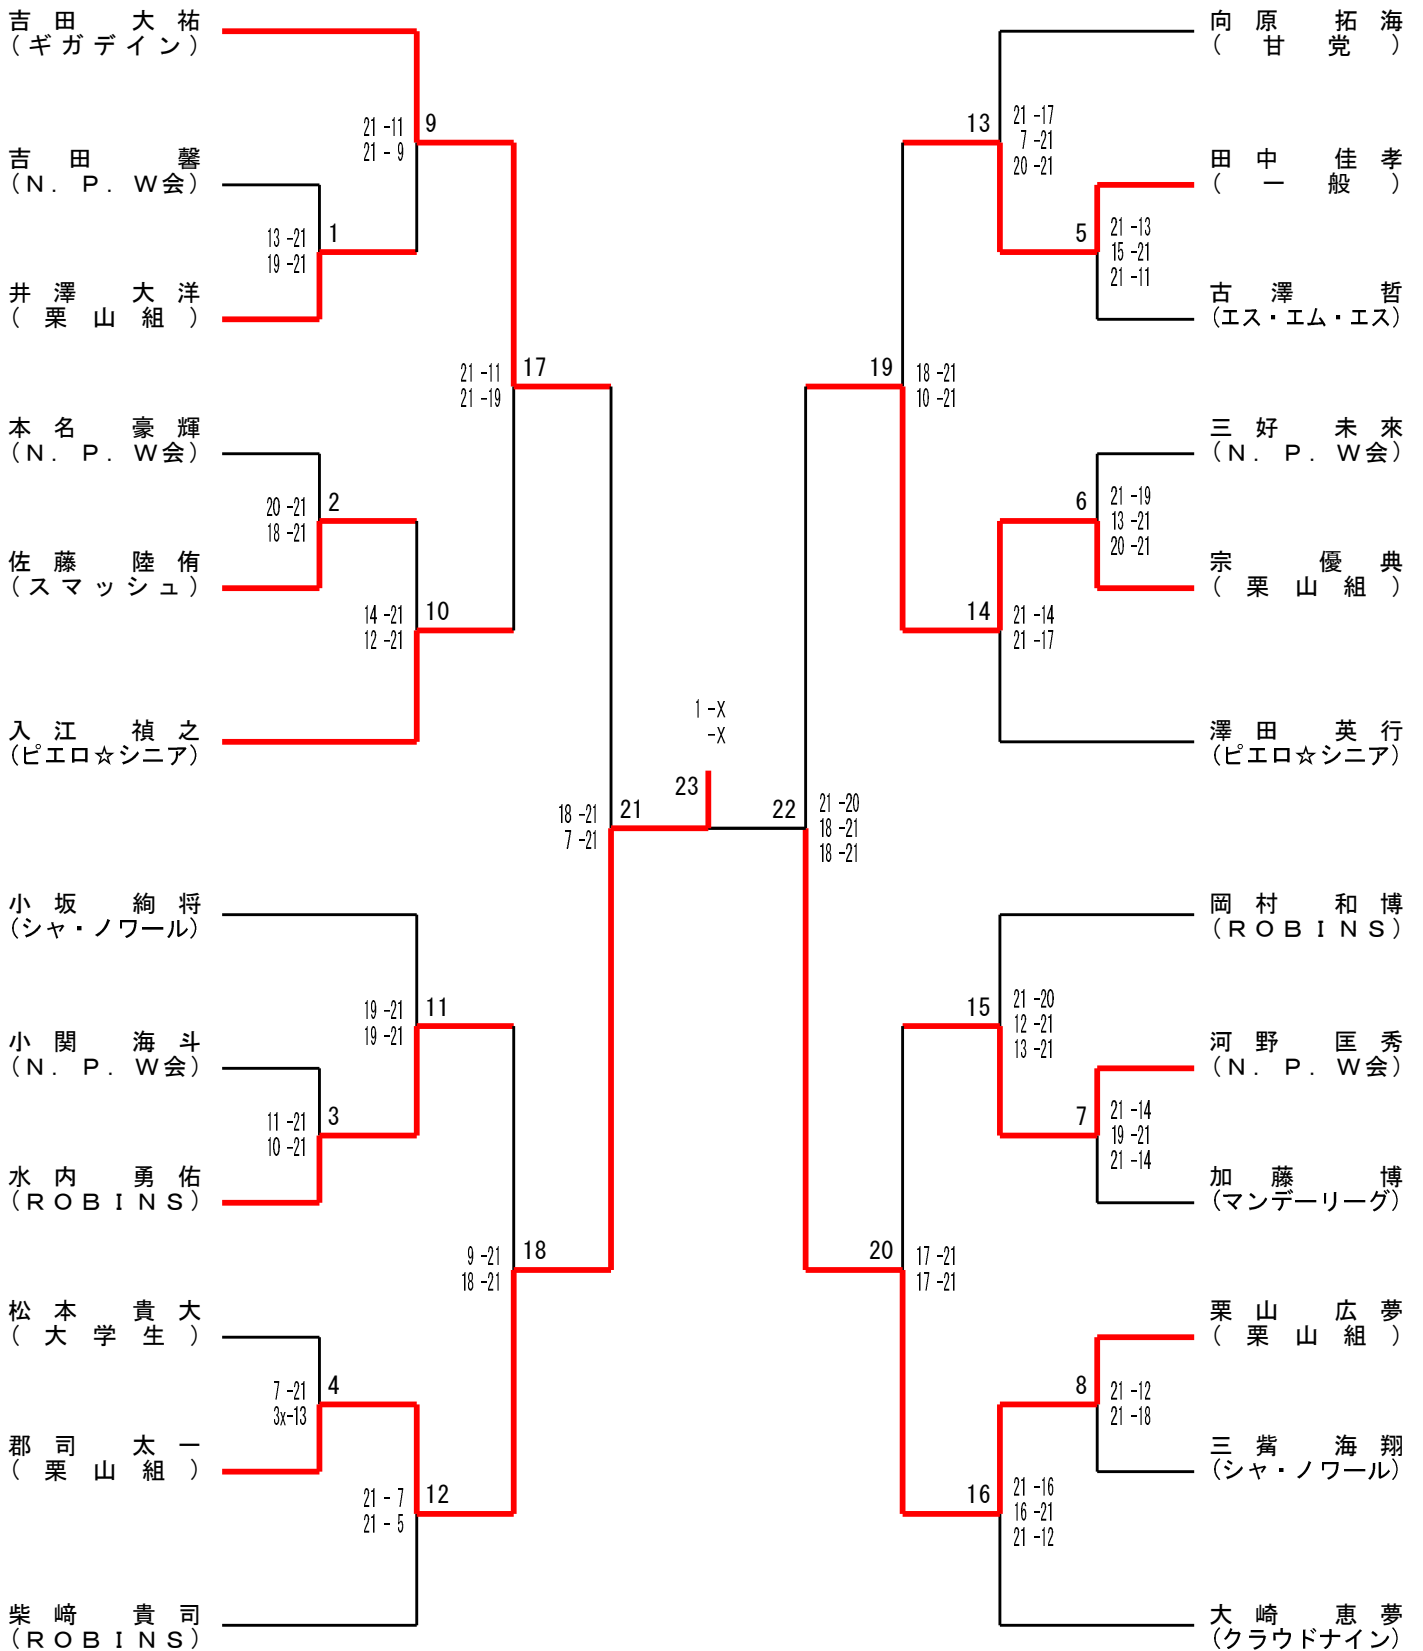 吉田 大祐
(ギガデイン)
吉田 馨
(N.P.W会)
井澤 大洋
(栗山組)
本名 豪輝
(N.P.W会)
佐藤 陸侑
(スマッシュ)
入江 禎之
(ピエロ☆シニア)
小坂 絢将
(シャ・ノワール)
小関 海斗
(N.P.W会)
水内 勇佑
(ROBINS)
松本 貴大
(大学生)
郡司 太一
(栗山組)
柴﨑 貴司
(ROBINS)
1
13 -21
19 -21
2
20 -21
18 -21
3
11 -21
10 -21
4
7 -21
3x-13
9
21 -11
21 - 9
10
14 -21
12 -21
11
19 -21
19 -21
12
21 - 7
21 - 5
17
21 -11
21 -19
18
9 -21
18 -21
21
18 -21
7 -21
1 -X
-X
23
22
21 -20
18 -21
18 -21
19
18 -21
10 -21
20
17 -21
17 -21
13
21 -17
7 -21
20 -21
14
21 -14
21 -17
15
21 -20
12 -21
13 -21
16
21 -16
16 -21
21 -12
5
21 -13
15 -21
21 -11
6
21 -19
13 -21
20 -21
7
21 -14
19 -21
21 -14
8
21 -12
21 -18
向原 拓海
(甘党)
田中 佳孝
(一般)
古澤 哲
(エス・エム・エス)
三好 未來
(N.P.W会)
宗 優典
(栗山組)
澤田 英行
(ピエロ☆シニア)
岡村 和博
(ROBINS)
河野 匡秀
(N.P.W会)
加藤 博
(マンデーリーグ)
栗山 広夢
(栗山組)
三觜 海翔
(シャ・ノワール)
大崎 恵夢
(クラウドナイン)